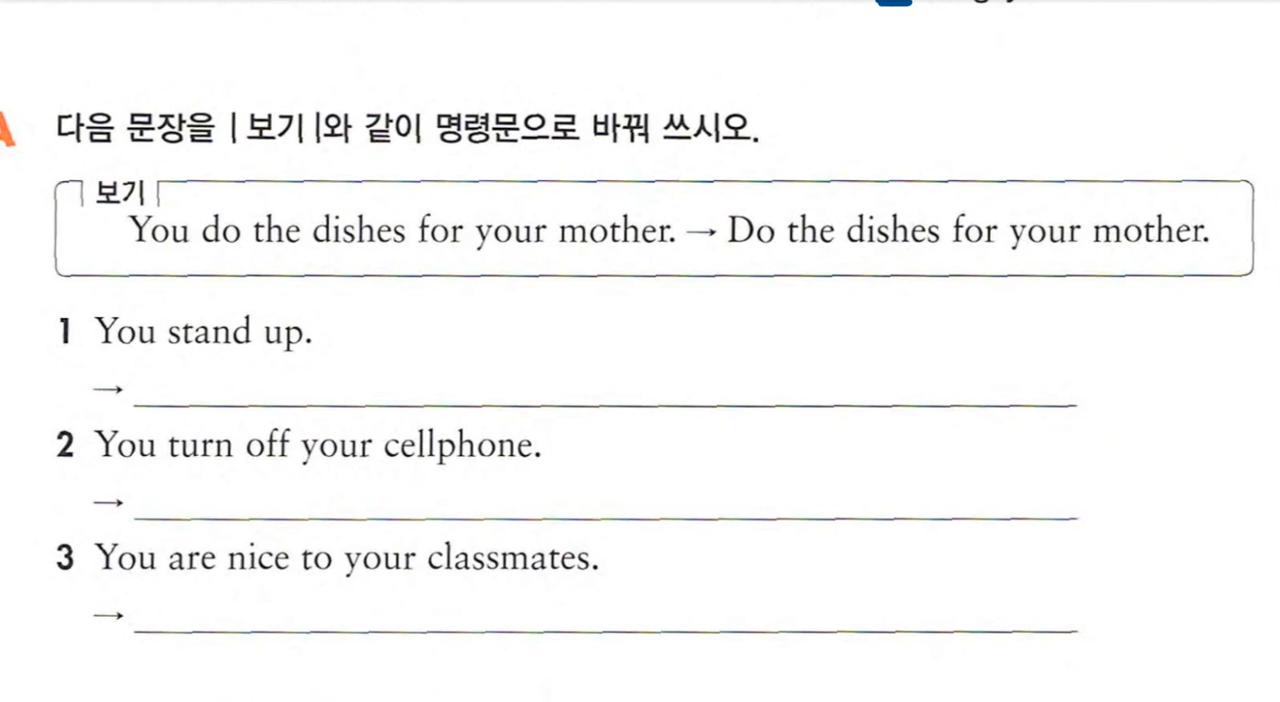 A 다음 문장을 | 보기 |와 같이 명령문으로 바꿔 쓰시오.
보기
You do the dishes for your mother. → Do the dishes for your mother.
1 You stand up.
→
2 You turn off your cellphone.
→
3 You are nice to your classmates.
→